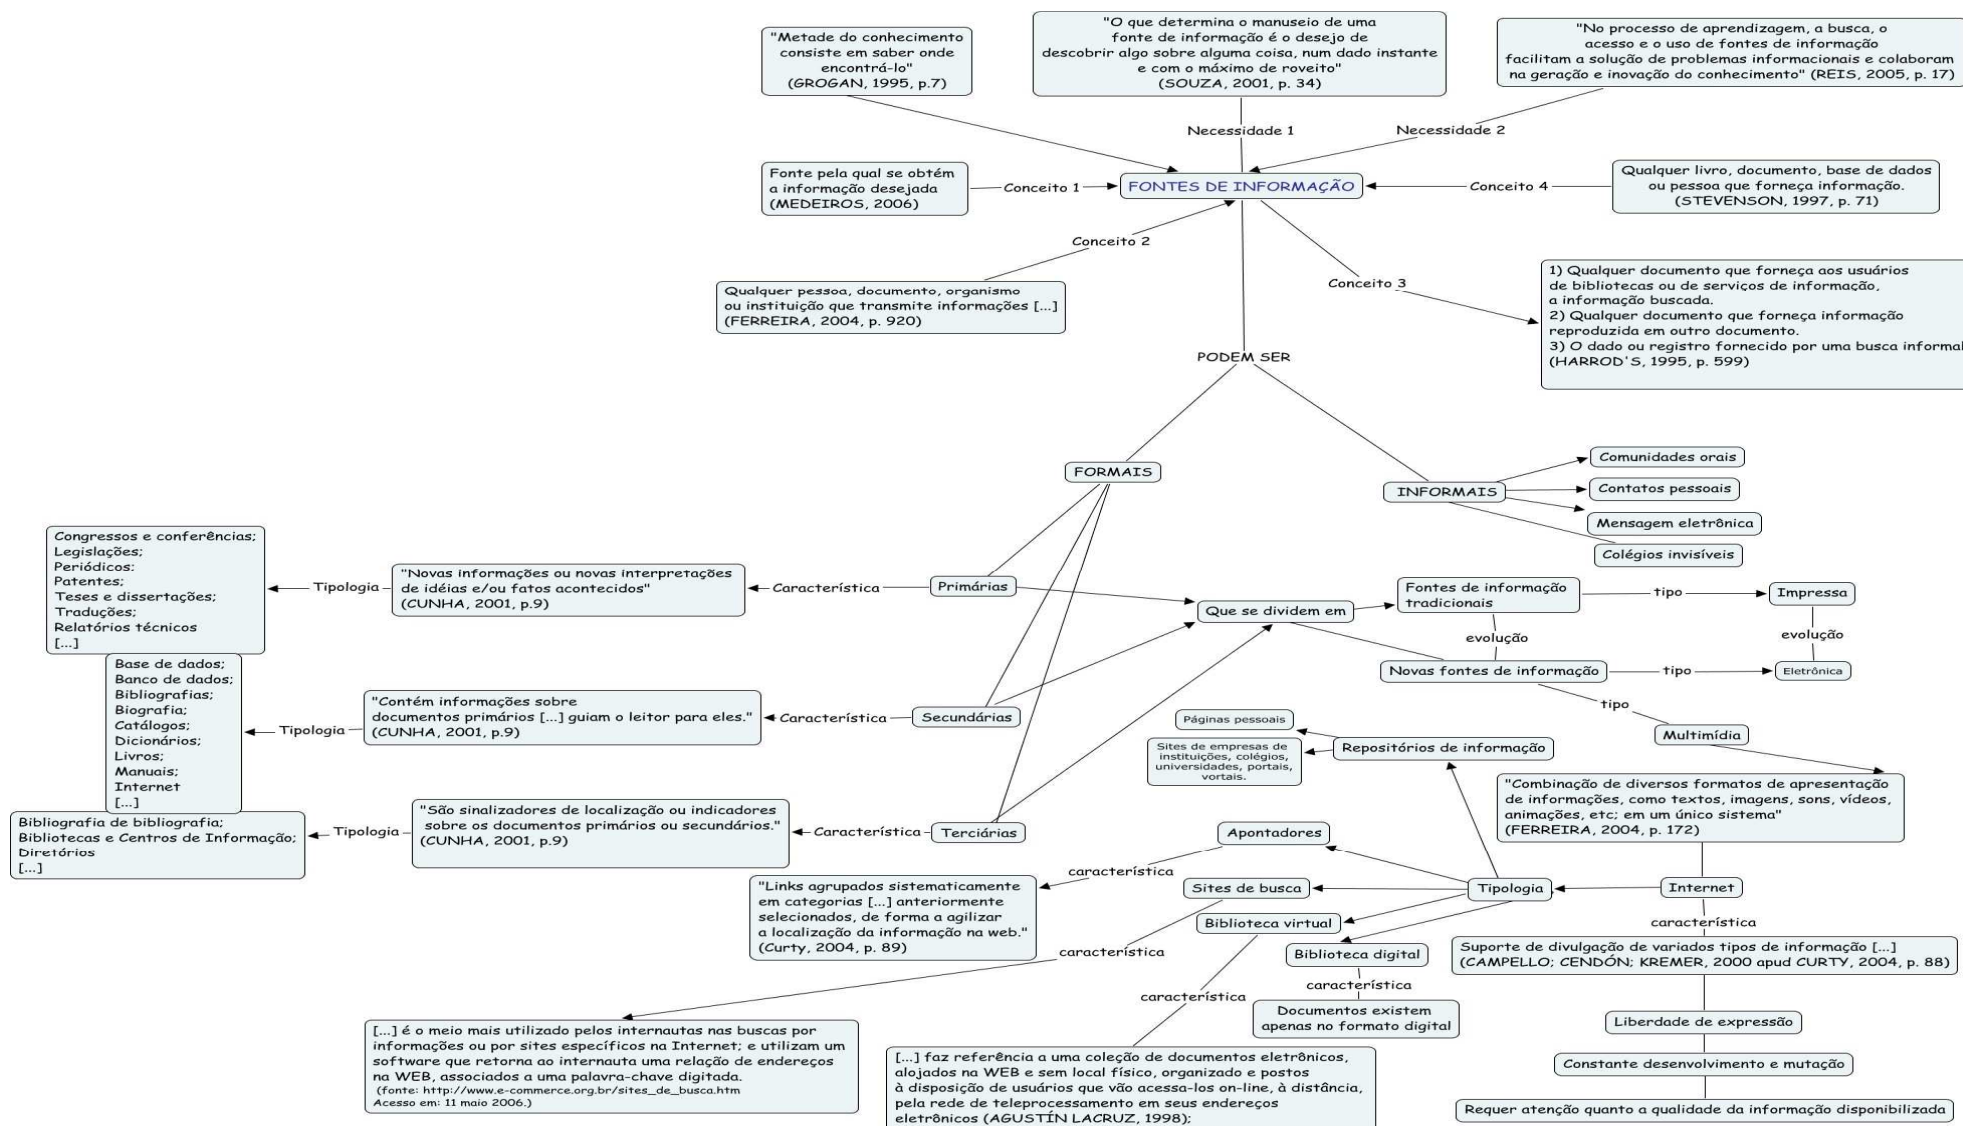 "Metade do conhecimento
consiste em saber onde
encontrá-lo"
(GROGAN, 1995, p.7)
"O que determina o manuseio de uma
fonte de informação é o desejo de
descobrir algo sobre alguma coisa, num dado instante
e com o máximo de roveito"
(SOUZA, 2001, p. 34)
"No processo de aprendizagem, a busca, o
acesso e o uso de fontes de informação
facilitam a solução de problemas informacionais e colaboram
na geração e inovação do conhecimento" (REIS, 2005, p. 17)
Necessidade 1
Necessidade 2
Fonte pela qual se obtém
a informação desejada
(MEDEIROS, 2006)
Conceito 1
FONTES DE INFORMAÇÃO
Conceito 4
Qualquer livro, documento, base de dados
ou pessoa que forneça informação.
(STEVENSON, 1997, p. 71)
Conceito 2
Qualquer pessoa, documento, organismo
ou instituição que transmite informações [...]
(FERREIRA, 2004, p. 920)
Conceito 3
1) Qualquer documento que forneça aos usuários
de bibliotecas ou de serviços de informação,
a informação buscada.
2) Qualquer documento que forneça informação
reproduzida em outro documento.
3) O dado ou registro fornecido por uma busca informal
(HARROD'S, 1995, p. 599)
PODEM SER
FORMAIS
INFORMAIS
Comunidades orais
Contatos pessoais
Mensagem eletrônica
Colégios invisíveis
Congressos e conferências;
Legislações;
Periódicos:
Patentes;
Teses e dissertações;
Traduções;
Relatórios técnicos
[...]
Tipologia
"Novas informações ou novas interpretações
de idéias e/ou fatos acontecidos"
(CUNHA, 2001, p.9)
Característica
Primárias
Que se dividem em
Fontes de informação
tradicionais
tipo
Impressa
evolução
evolução
Novas fontes de informação
tipo
Eletrônica
tipo
Multimídia
Base de dados;
Banco de dados;
Bibliografias;
Biografia;
Catálogos;
Dicionários;
Livros;
Manuais;
Internet
[...]
Tipologia
"Contém informações sobre
documentos primários [...] guiam o leitor para eles."
(CUNHA, 2001, p.9)
Característica
Secundárias
Páginas pessoais
Sites de empresas de
instituições, colégios,
universidades, portais,
vortais.
Repositórios de informação
"Combinação de diversos formatos de apresentação
de informações, como textos, imagens, sons, vídeos,
animações, etc; em um único sistema"
(FERREIRA, 2004, p. 172)
Bibliografia de bibliografia;
Bibliotecas e Centros de Informação;
Diretórios
[...]
Tipologia
"São sinalizadores de localização ou indicadores
sobre os documentos primários ou secundários."
(CUNHA, 2001, p.9)
Característica
Terciárias
Apontadores
característica
"Links agrupados sistematicamente
em categorias [...] anteriormente
selecionados, de forma a agilizar
a localização da informação na web."
(Curty, 2004, p. 89)
Sites de busca
Tipologia
Internet
Biblioteca virtual
característica
Biblioteca digital
característica
Suporte de divulgação de variados tipos de informação [...]
(CAMPELLO; CENDÓN; KREMER, 2000 apud CURTY, 2004, p. 88)
característica
característica
Documentos existem
apenas no formato digital
Liberdade de expressão
Constante desenvolvimento e mutação
Requer atenção quanto a qualidade da informação disponibilizada
[...] é o meio mais utilizado pelos internautas nas buscas por
informações ou por sites específicos na Internet; e utilizam um
software que retorna ao internauta uma relação de endereços
na WEB, associados a uma palavra-chave digitada.
(fonte: http://www.e-commerce.org.br/sites_de_busca.htm
Acesso em: 11 maio 2006.)
[...] faz referência a uma coleção de documentos eletrônicos,
alojados na WEB e sem local físico, organizado e postos
à disposição de usuários que vão acessa-los on-line, à distância,
pela rede de teleprocessamento em seus endereços
eletrônicos (AGUSTÍN LACRUZ, 1998);